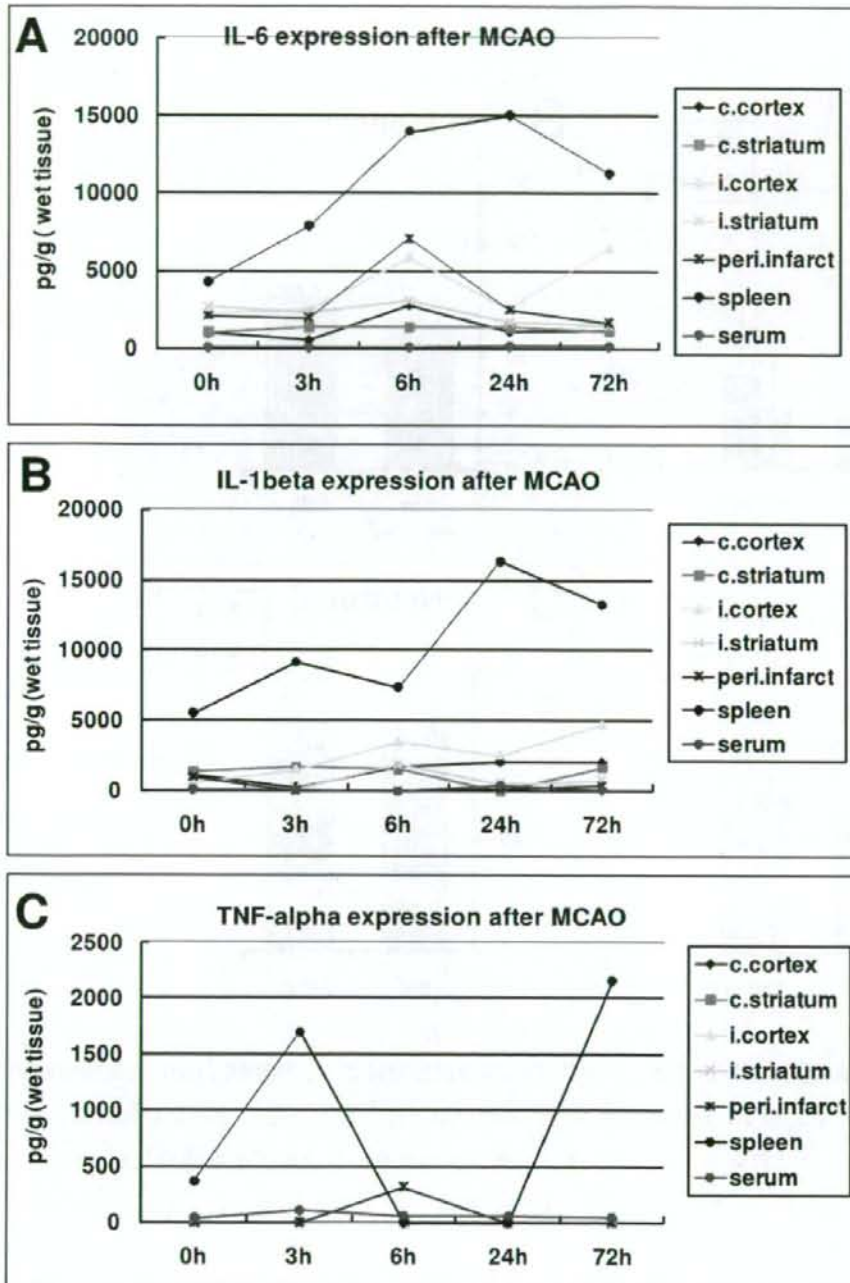 A
IL-6 expression after MCAO
pg/g ( wet tissue)
20000
15000
10000
5000
0
0h 3h 6h 24h 72h
c.cortex
c.striatum
i.cortex
i.striatum
peri.infarct
spleen
serum
B
IL-1beta expression after MCAO
pg/g (wet tissue)
20000
15000
10000
5000
0
0h 3h 6h 24h 72h
c.cortex
c.striatum
i.cortex
i.striatum
peri.infarct
spleen
serum
C
TNF-alpha expression after MCAO
pg/g (wet tissue)
2500
2000
1500
1000
500
0
0h 3h 6h 24h 72h
c.cortex
c.striatum
i.cortex
i.striatum
peri.infarct
spleen
serum